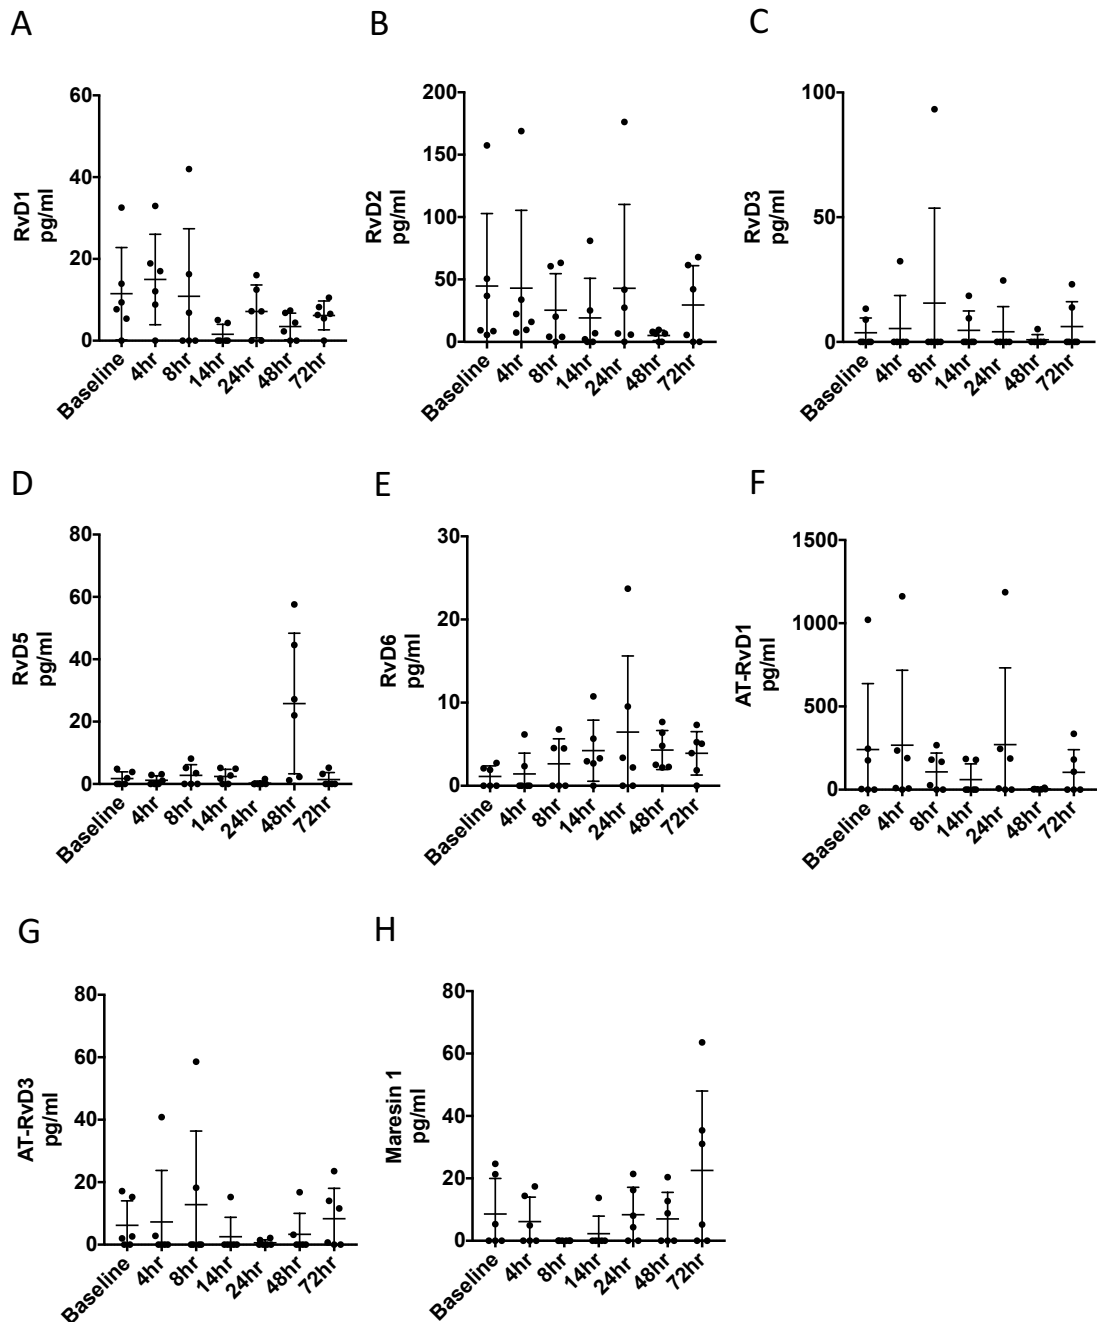 A
RvD1
pg/ml
60
40
20
0
Baseline
4hr
8hr
14hr
24hr
48hr
72hr
B
RvD2
pg/ml
200
150
100
50
0
Baseline
4hr
8hr
14hr
24hr
48hr
72hr
C
RvD3
pg/ml
100
50
0
Baseline
4hr
8hr
14hr
24hr
48hr
72hr
D
RvD5
pg/ml
80
60
40
20
0
Baseline
4hr
8hr
14hr
24hr
48hr
72hr
E
RvD6
pg/ml
30
20
10
0
Baseline
4hr
8hr
14hr
24hr
48hr
72hr
F
AT-RvD1
pg/ml
1500
1000
500
0
Baseline
4hr
8hr
14hr
24hr
48hr
72hr
G
AT-RvD3
pg/ml
80
60
40
20
0
Baseline
4hr
8hr
14hr
24hr
48hr
72hr
H
Maresin 1
pg/ml
80
60
40
20
0
Baseline
4hr
8hr
14hr
24hr
48hr
72hr